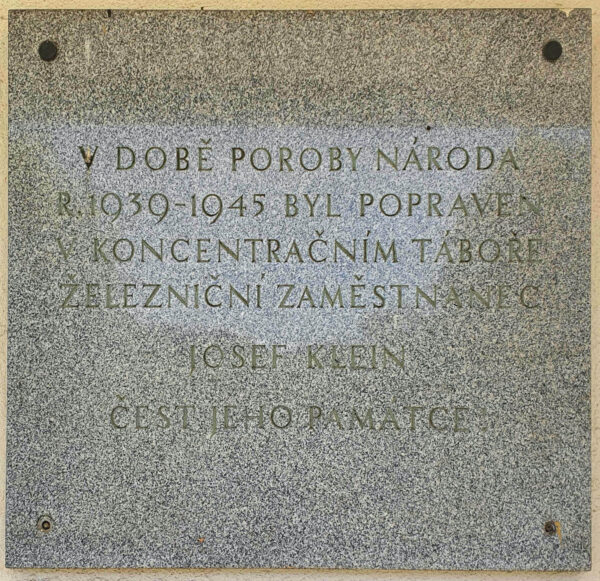 V DOBĚ POROBY NÁRODA
R. 1939-1945 BYL POPRAVEN
V KONCENTRAČNÍM TÁBOŘE
ŽELEZNIČNÍ ZAMĚSTNANEC
JOSEF KLEIN
ČEST JEHO PAMÁTCE